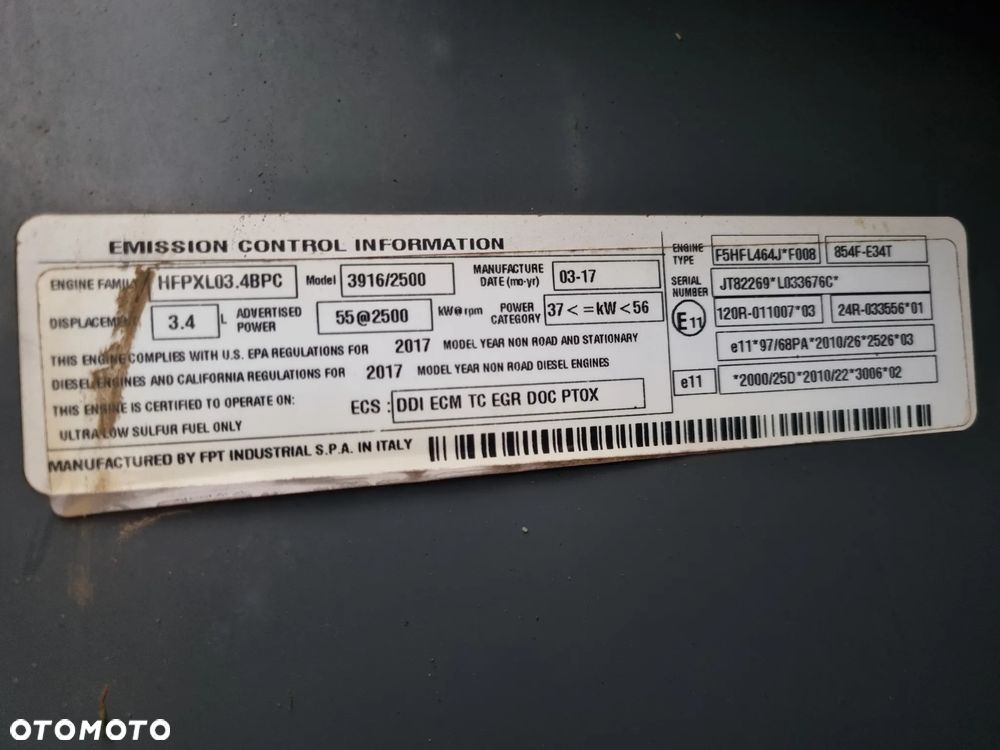 EMISSION CONTROL INFORMATION
ENGINE FAMILY HFPXL03.4BPC Model 3916/2500 MANUFACTURE DATE (mo-yr) 03-17
DISPLACEMENT 3.4 L ADVERTISED POWER 55@2500 kW@rpm POWER CATEGORY 37<=kW<56
THIS ENGINE COMPLIES WITH U.S. EPA REGULATIONS FOR 2017 MODEL YEAR NON ROAD AND STATIONARY
DIESEL ENGINES AND CALIFORNIA REGULATIONS FOR 2017 MODEL YEAR NON ROAD DIESEL ENGINES
THIS ENGINE IS CERTIFIED TO OPERATE ON: ECS: DDI ECM TC EGR DOC PTOX
ULTRA LOW SULFUR FUEL ONLY
MANUFACTURED BY FPT INDUSTRIAL S.P.A. IN ITALY
ENGINE TYPE F5HFL464J*F008 854F-E34T
SERIAL NUMBER JT82269*L033676C*
E11 120R-011007*03 24R-033556*01
e11*97/68PA*2010/26*2526*03
e11 *2000/25D*2010/22*3006*02
OTOMOTO